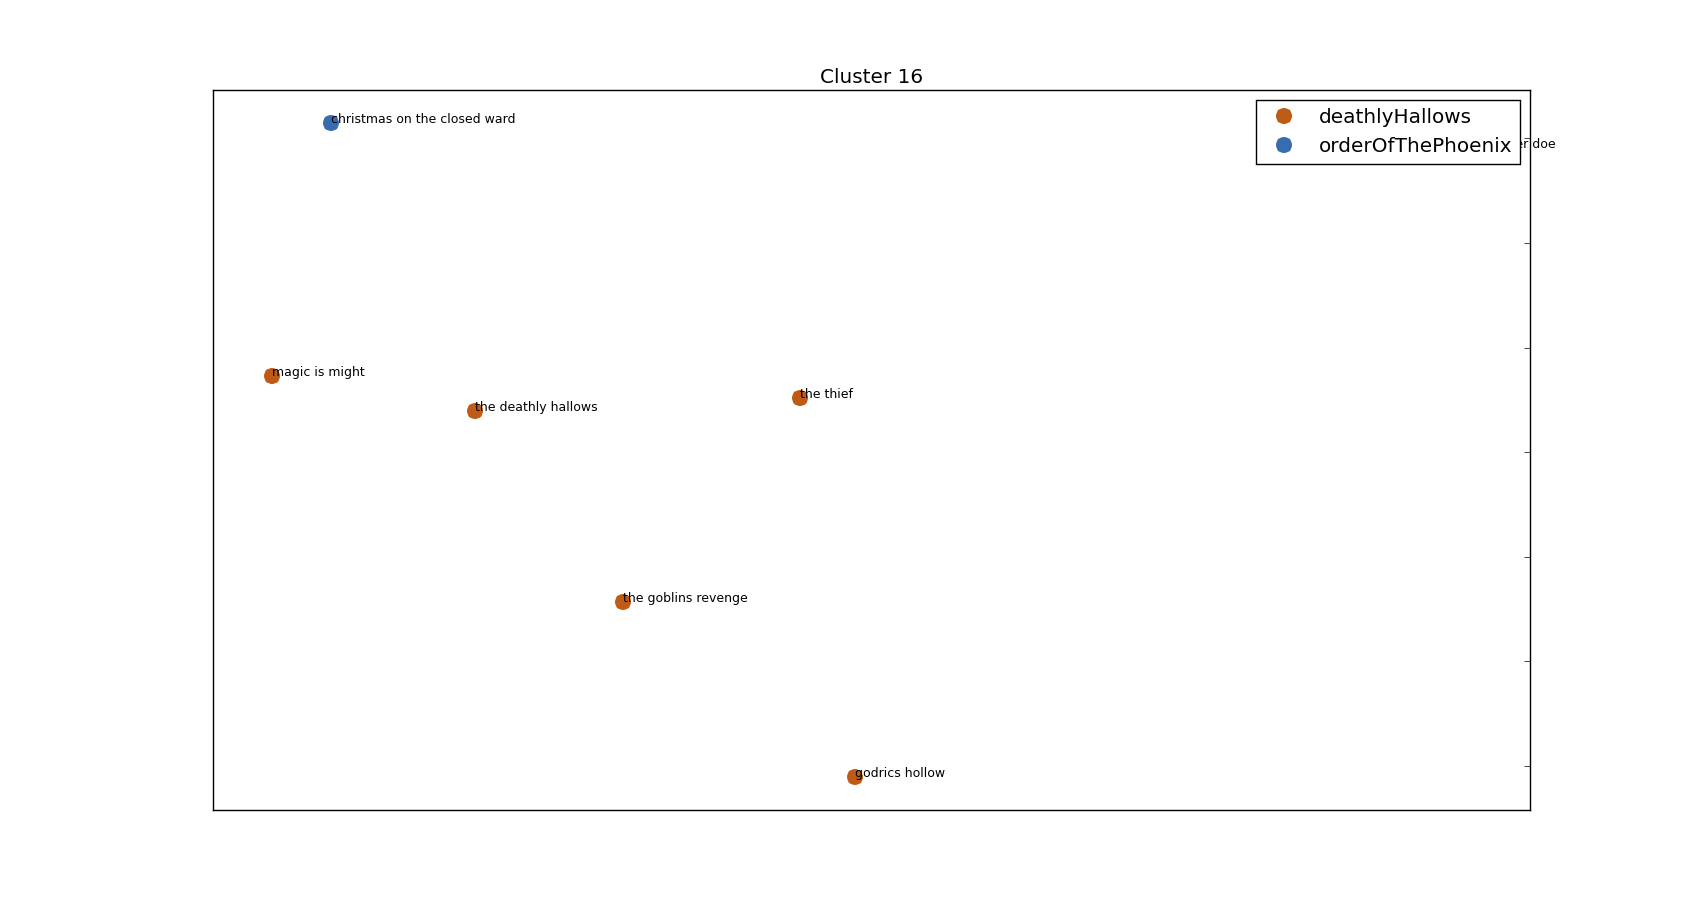 Cluster 16
christmas on the closed ward
deathlyHallows
orderOfThePhoenix
doe
magic is might
the thief
the deathly hallows
the goblins revenge
godrics hollow